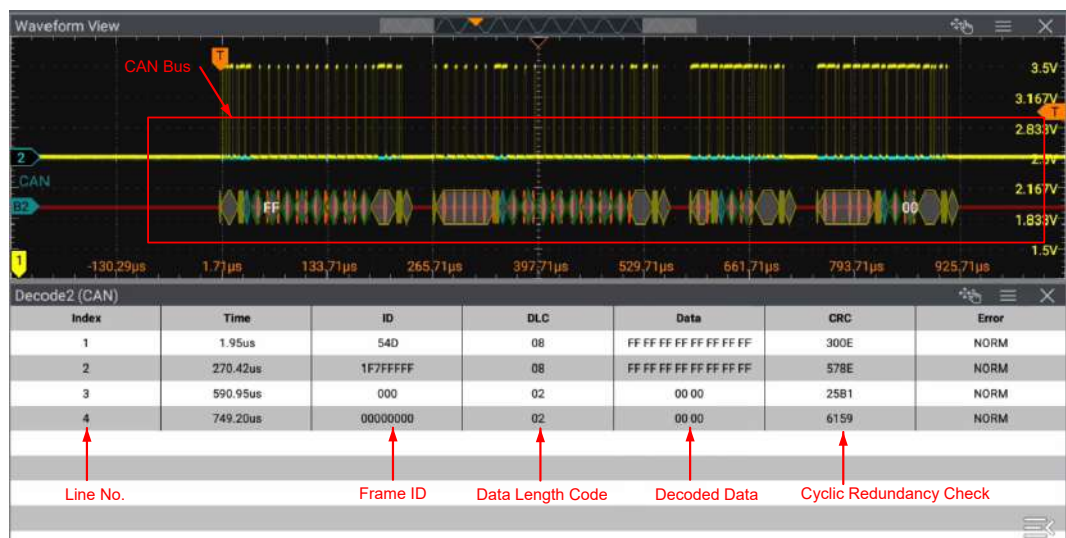 Waveform View
T
CAN Bus
3.5V
3.167V
T
2.833V
2
2.5V
CAN
2.167V
B2
FF
00
1.833V
1.5V
1
-130.29μs 1.71μs 133.71μs 265.71μs 397.71μs 529.71μs 661.71μs 793.71μs 925.71μs
Decode2 (CAN)
Index Time ID DLC Data CRC Error
1 1.95us 54D 08 FF FF FF FF FF FF FF FF 300E NORM
2 270.42us 1F7FFFFF 08 FF FF FF FF FF FF FF FF 578E NORM
3 590.95us 000 02 00 00 25B1 NORM
4 749.20us 00000000 02 00 00 6159 NORM
Line No. Frame ID Data Length Code Decoded Data Cyclic Redundancy Check